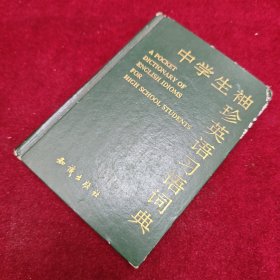 中学生袖珍英语习语词典
A POCKET
DICTIONARY OF
ENGLISH IDIOMS
FOR
HIGH SCHOOL STUDENTS
知识出版社